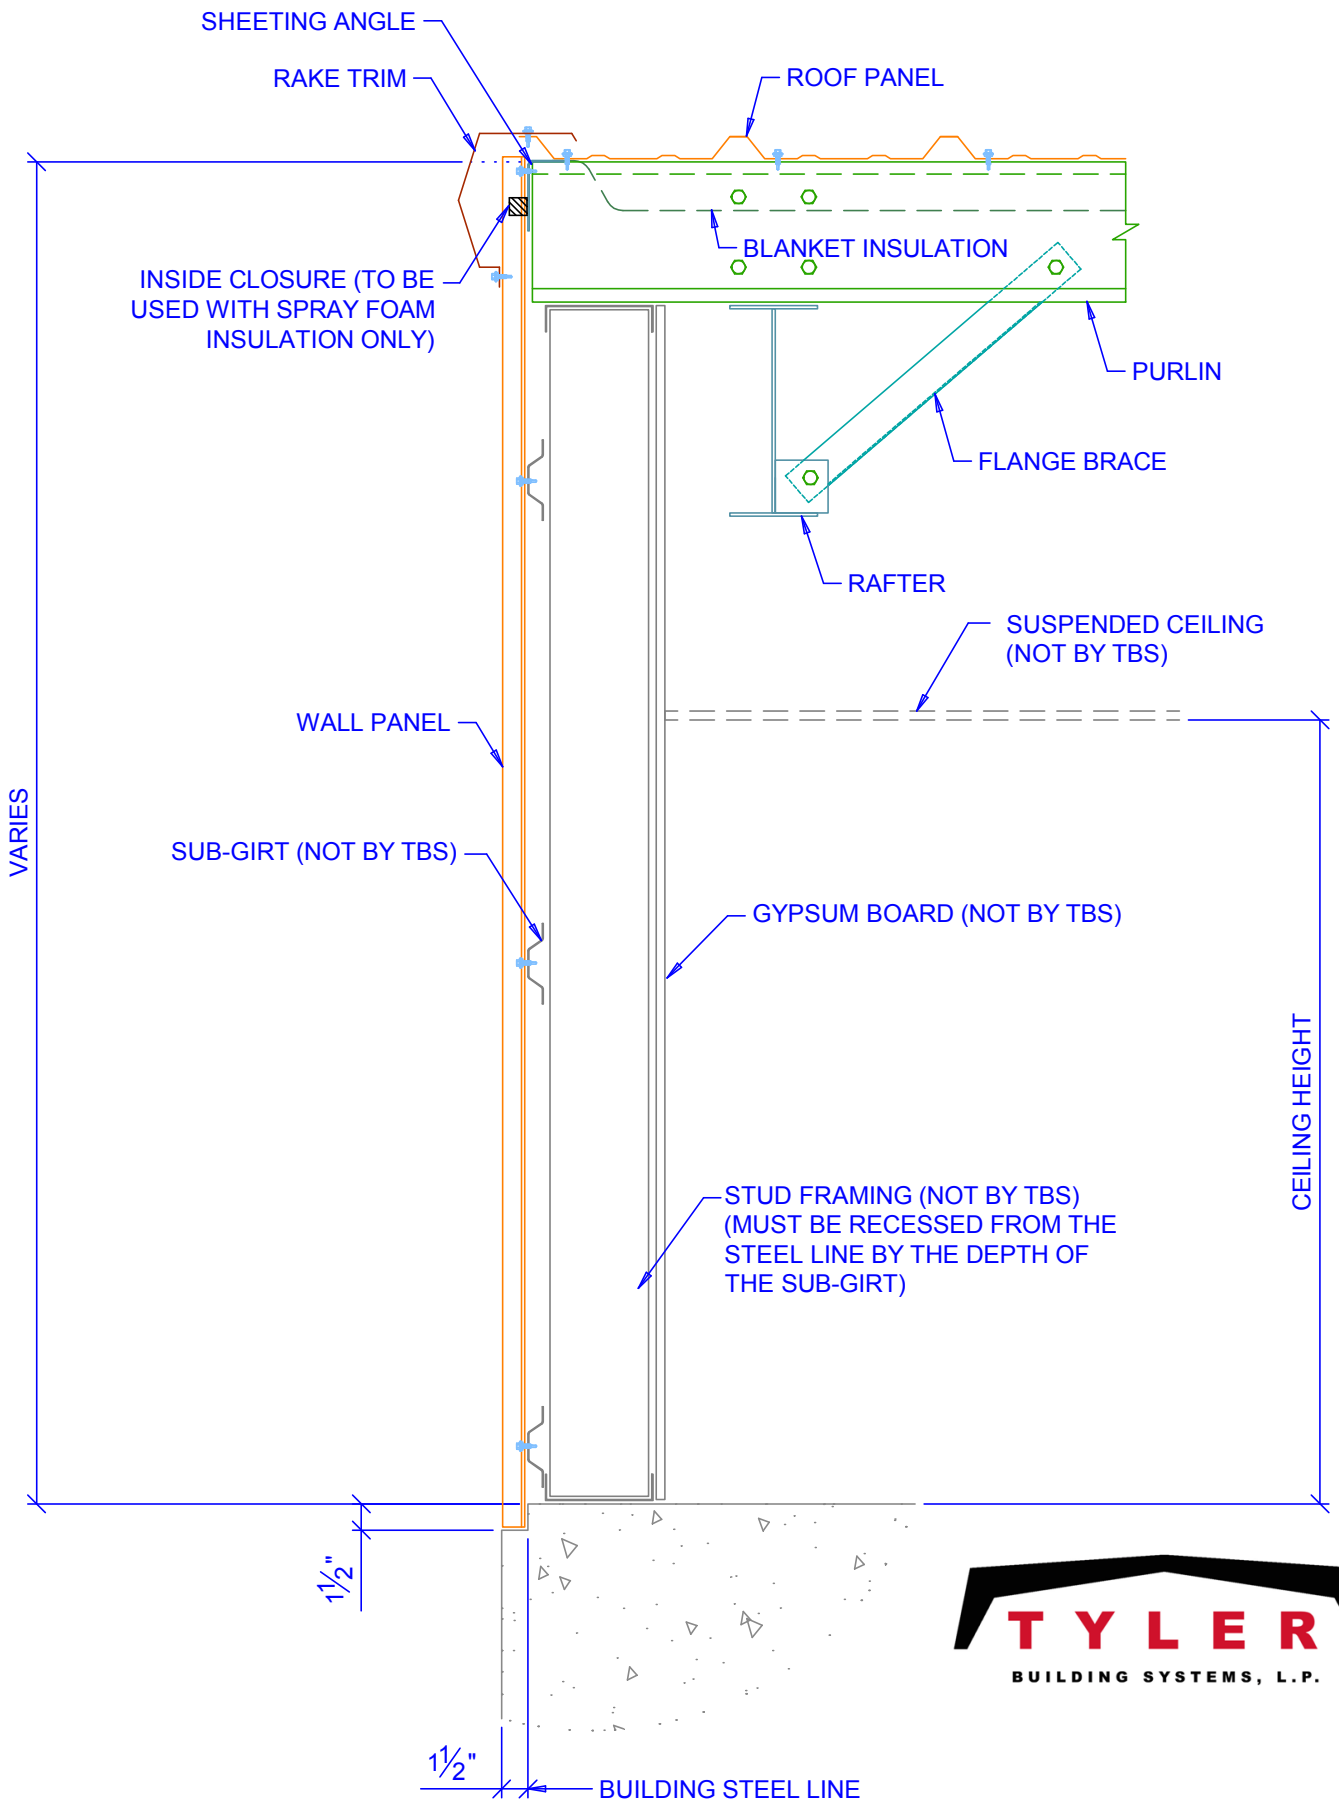 SHEETING ANGLE
RAKE TRIM
ROOF PANEL
BLANKET INSULATION
INSIDE CLOSURE (TO BE
USED WITH SPRAY FOAM
INSULATION ONLY)
PURLIN
FLANGE BRACE
RAFTER
SUSPENDED CEILING
(NOT BY TBS)
WALL PANEL
VARIES
SUB-GIRT (NOT BY TBS)
GYPSUM BOARD (NOT BY TBS)
CEILING HEIGHT
STUD FRAMING (NOT BY TBS)
(MUST BE RECESSED FROM THE
STEEL LINE BY THE DEPTH OF
THE SUB-GIRT)
1½"
TYLER
BUILDING SYSTEMS, L.P.
1½"
BUILDING STEEL LINE